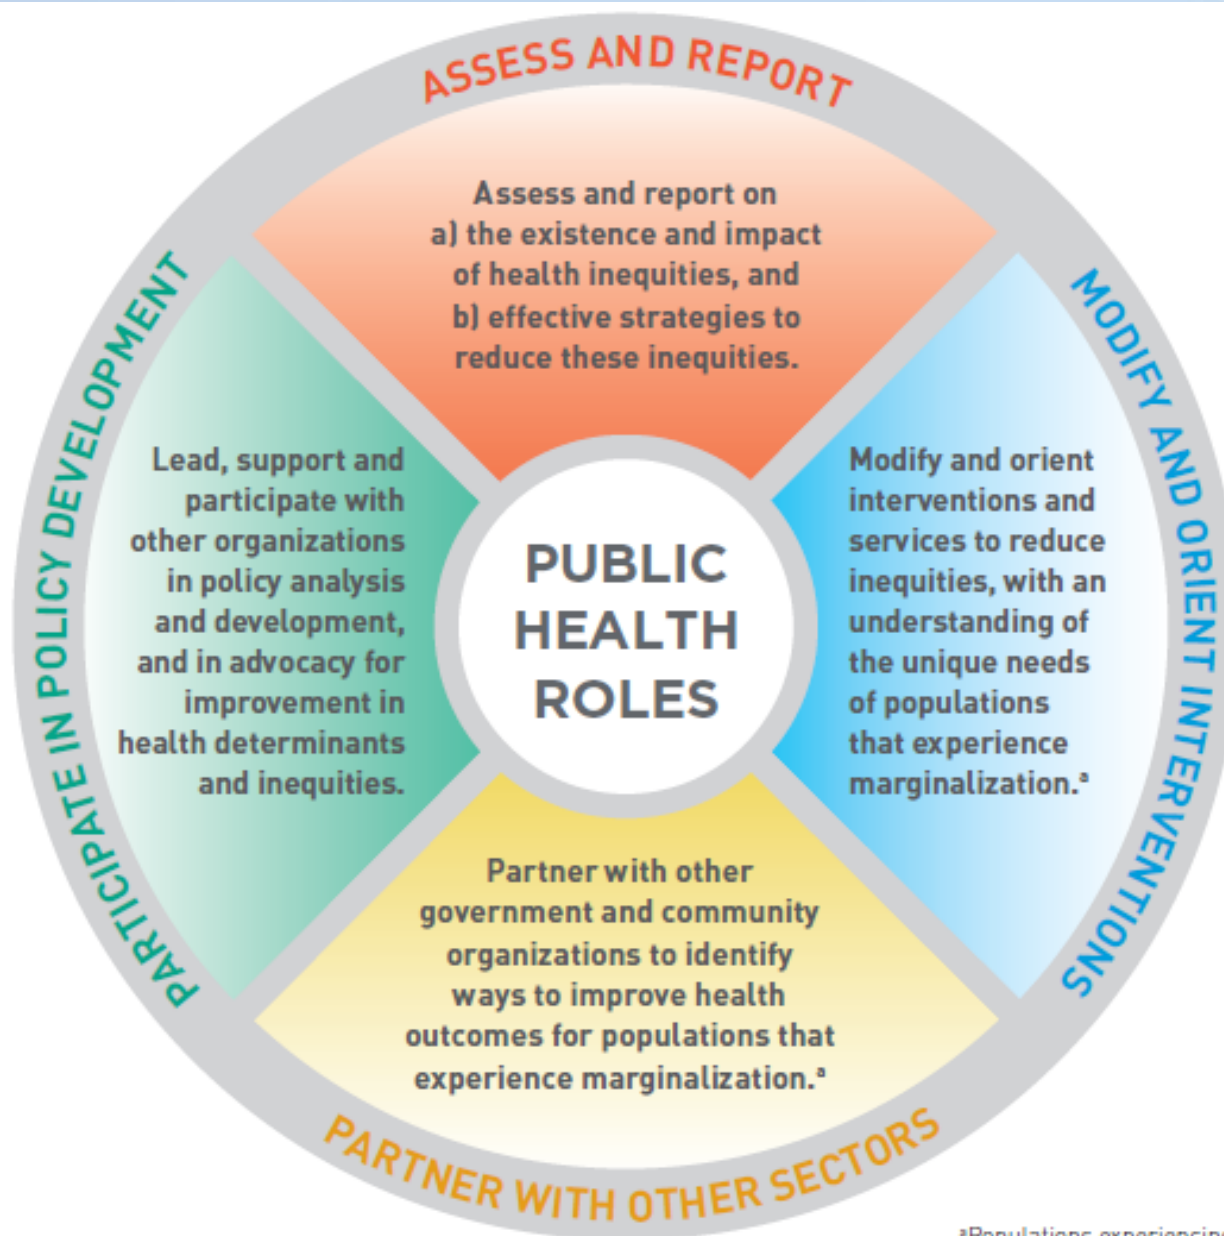 ASSESS AND REPORT
Assess and report on
a) the existence and impact
of health inequities, and
b) effective strategies to
reduce these inequities.
MODIFY AND ORIENT INTERVENTIONS
Modify and orient
interventions and
services to reduce
inequities, with an
understanding of
the unique needs
of populations
that experience
marginalization.ª
PARTNER WITH OTHER SECTORS
Partner with other
government and community
organizations to identify
ways to improve health
outcomes for populations that
experience marginalization.ª
PARTICIPATE IN POLICY DEVELOPMENT
Lead, support and
participate with
other organizations
in policy analysis
and development,
and in advocacy for
improvement in
health determinants
and inequities.
PUBLIC
HEALTH
ROLES
ªPopulations experiencing